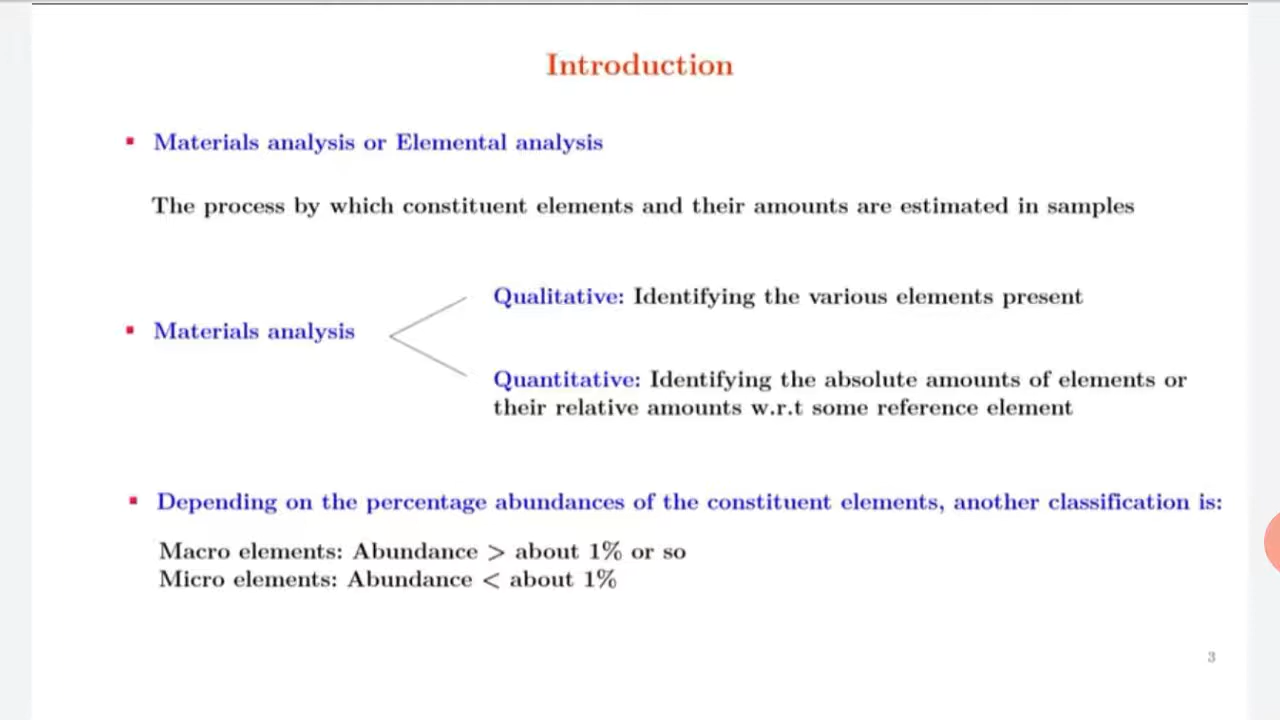 Introduction
▪ Materials analysis or Elemental analysis
The process by which constituent elements and their amounts are estimated in samples
Qualitative: Identifying the various elements present
▪ Materials analysis
Quantitative: Identifying the absolute amounts of elements or
their relative amounts w.r.t some reference element
▪ Depending on the percentage abundances of the constituent elements, another classification is:
Macro elements: Abundance > about 1% or so
Micro elements: Abundance < about 1%
3